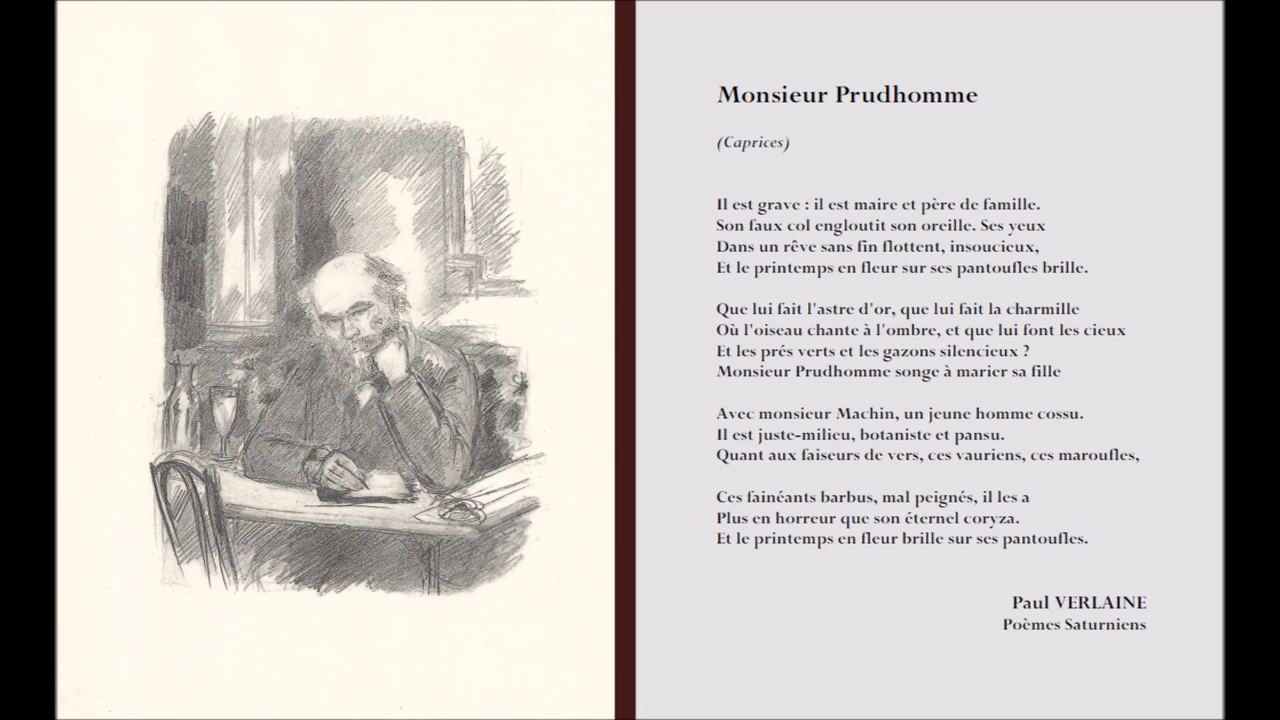 Monsieur Prudhomme
(Caprices)
Il est grave : il est maire et père de famille.
Son faux col engloutit son oreille. Ses yeux
Dans un rêve sans fin flottent, insoucieux,
Et le printemps en fleur sur ses pantoufles brille.
Que lui fait l'astre d'or, que lui fait la charmille
Où l'oiseau chante à l'ombre, et que lui font les cieux
Et les prés verts et les gazons silencieux ?
Monsieur Prudhomme songe à marier sa fille
Avec monsieur Machin, un jeune homme cossu.
Il est juste-milieu, botaniste et pansu.
Quant aux faiseurs de vers, ces vauriens, ces maroufles,
Ces fainéants barbus, mal peignés, il les a
Plus en horreur que son éternel coryza.
Et le printemps en fleur brille sur ses pantoufles.
Paul VERLAINE
Poèmes Saturniens